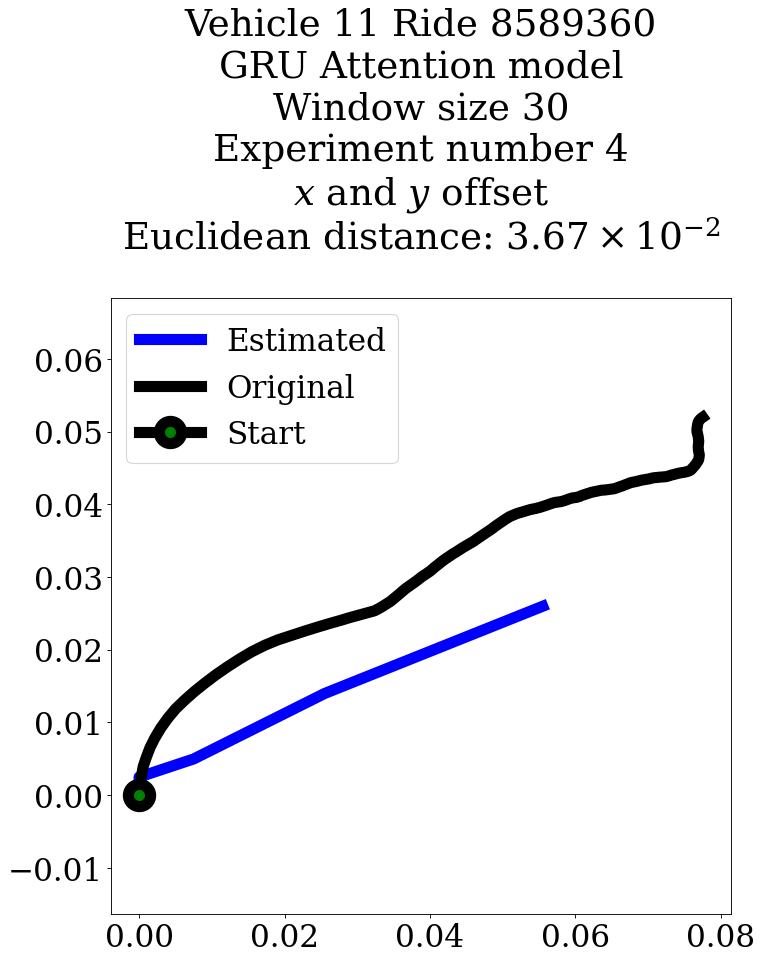 Vehicle 11 Ride 8589360
GRU Attention model
Window size 30
Experiment number 4
x and y offset
Euclidean distance: 3.67 × 10⁻²
Estimated
Original
Start
0.06
0.05
0.04
0.03
0.02
0.01
0.00
−0.01
0.00 0.02 0.04 0.06 0.08